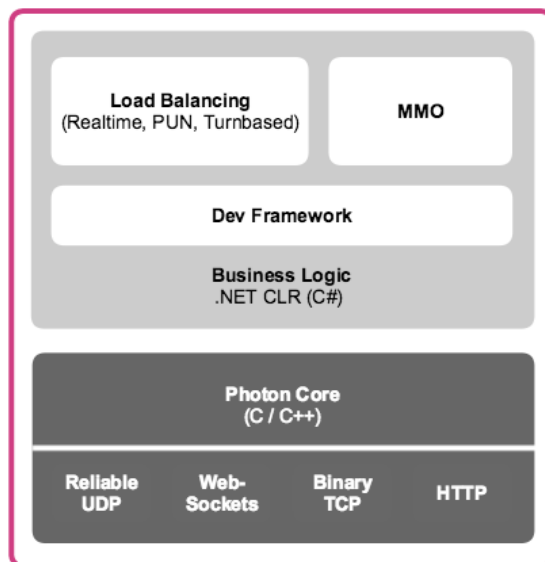 Load Balancing
(Realtime, PUN, Turnbased)
MMO
Dev Framework
Business Logic
.NET CLR (C#)
Photon Core
(C / C++)
Reliable
UDP
Web-
Sockets
Binary
TCP
HTTP